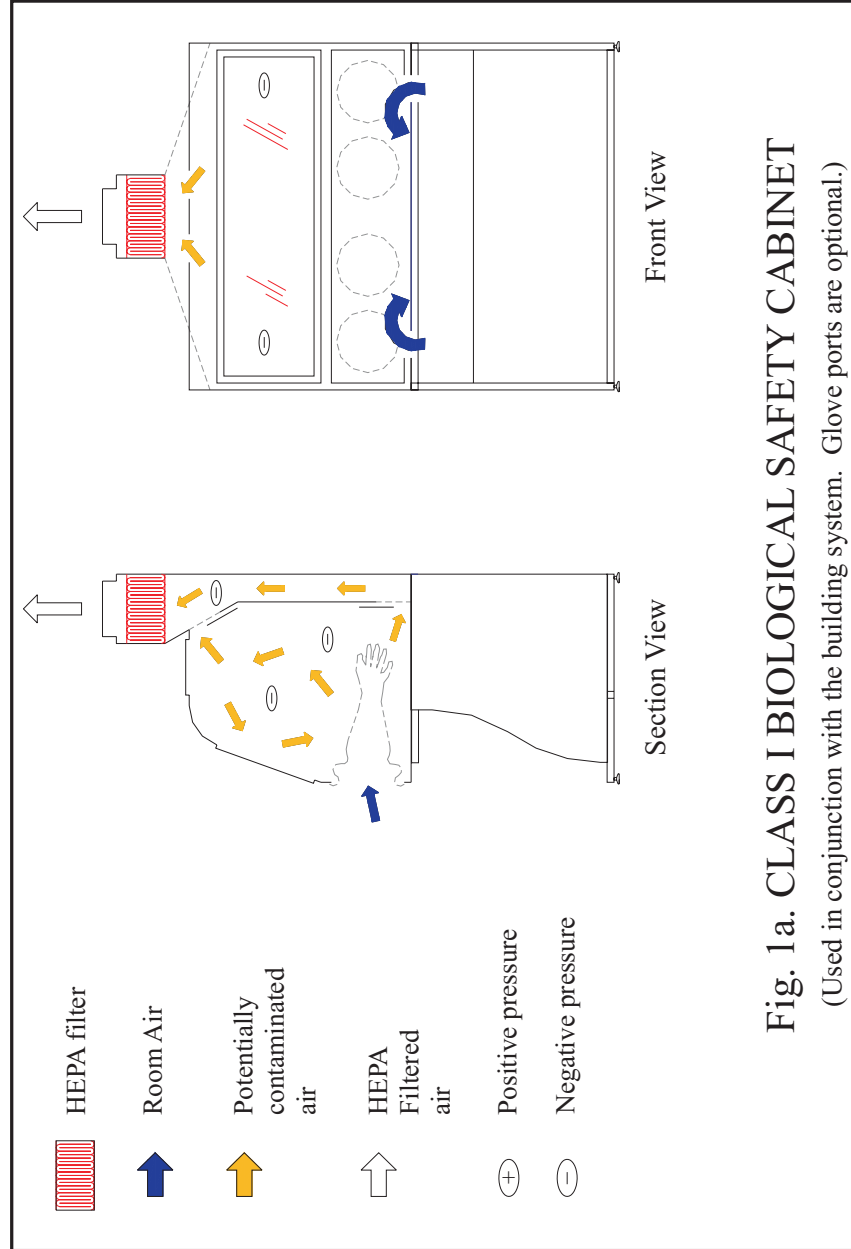 HEPA filter
Room Air
Potentially
contaminated
air
HEPA
Filtered
air
+
Positive pressure
-
Negative pressure
-
-
-
Section View
-
-
Front View
Fig. 1a. CLASS I BIOLOGICAL SAFETY CABINET
(Used in conjunction with the building system. Glove ports are optional.)